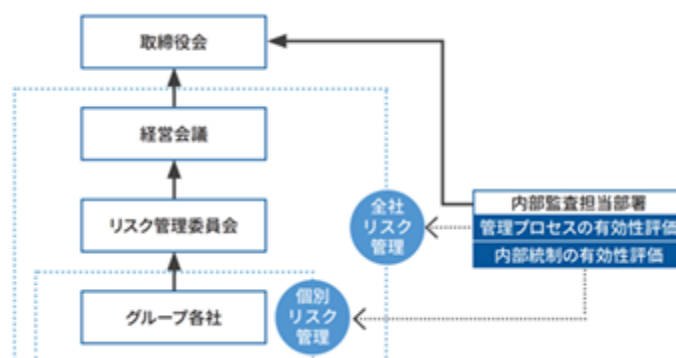 取締役会
経営会議
リスク管理委員会
グループ各社
全社
リスク
管理
個別
リスク
管理
内部監査担当部署
管理プロセスの有効性評価
内部統制の有効性評価